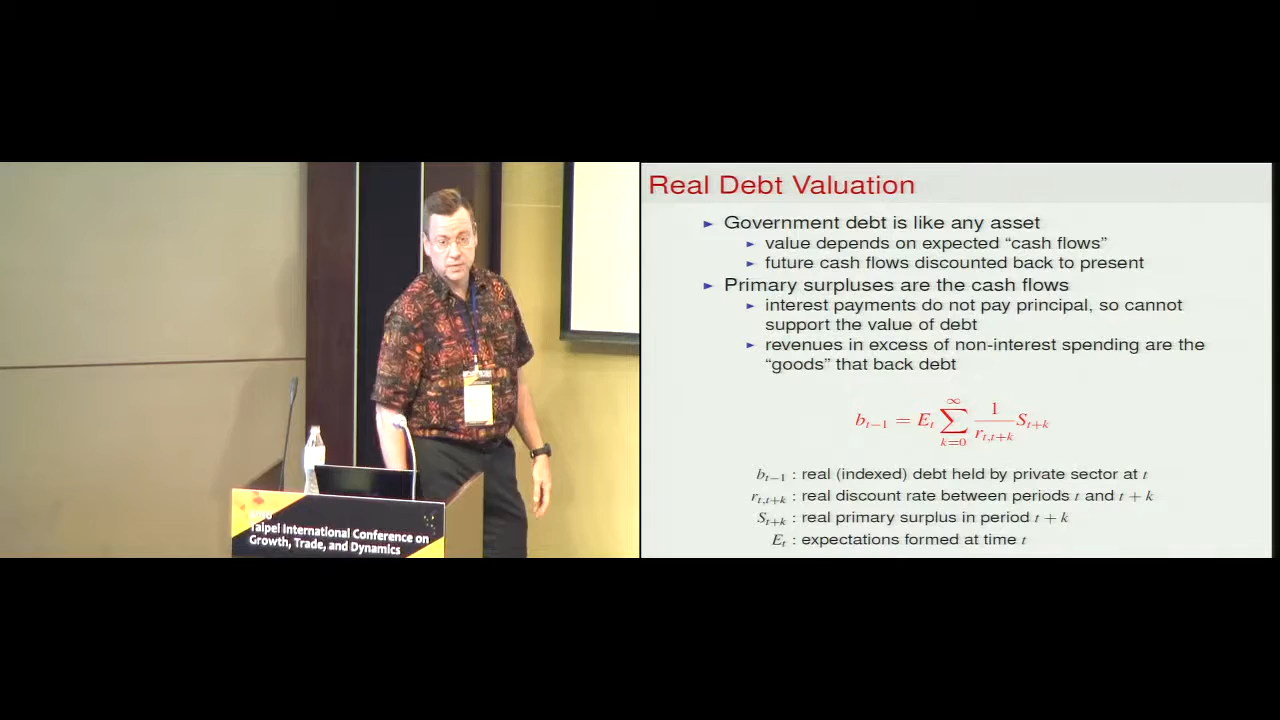 Taipei International Conference on
Growth, Trade, and Dynamics
Real Debt Valuation
► Government debt is like any asset
► value depends on expected “cash flows”
► future cash flows discounted back to present
► Primary surpluses are the cash flows
► interest payments do not pay principal, so cannot
support the value of debt
► revenues in excess of non-interest spending are the
“goods” that back debt
b_{t−1} = E_t \sum_{k=0}^{∞} \frac{1}{r_{t,t+k}} S_{t+k}
b_{t−1} : real (indexed) debt held by private sector at t
r_{t,t+k} : real discount rate between periods t and t + k
S_{t+k} : real primary surplus in period t + k
E_t : expectations formed at time t